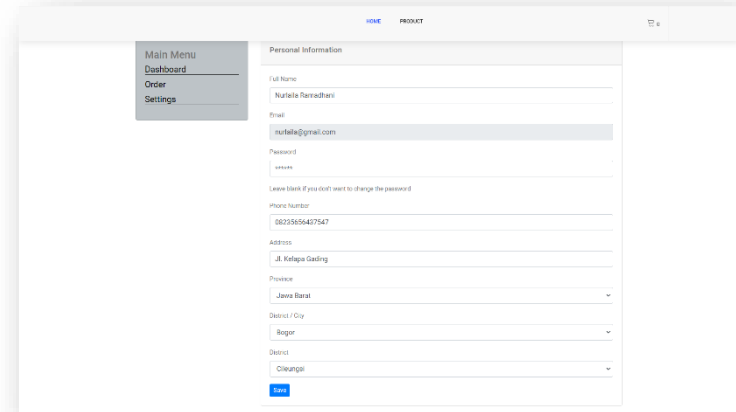 HOME PRODUCT 0
Main Menu
Dashboard
Order
Settings
Personal Information
Full Name
Nurlaila Ramadhani
Email
nurlaila@gmail.com
Password
******
Leave blank if you don't want to change the password
Phone Number
08235656437547
Address
Jl. Kelapa Gading
Province
Jawa Barat
District / City
Bogor
District
Cileungsi
Save